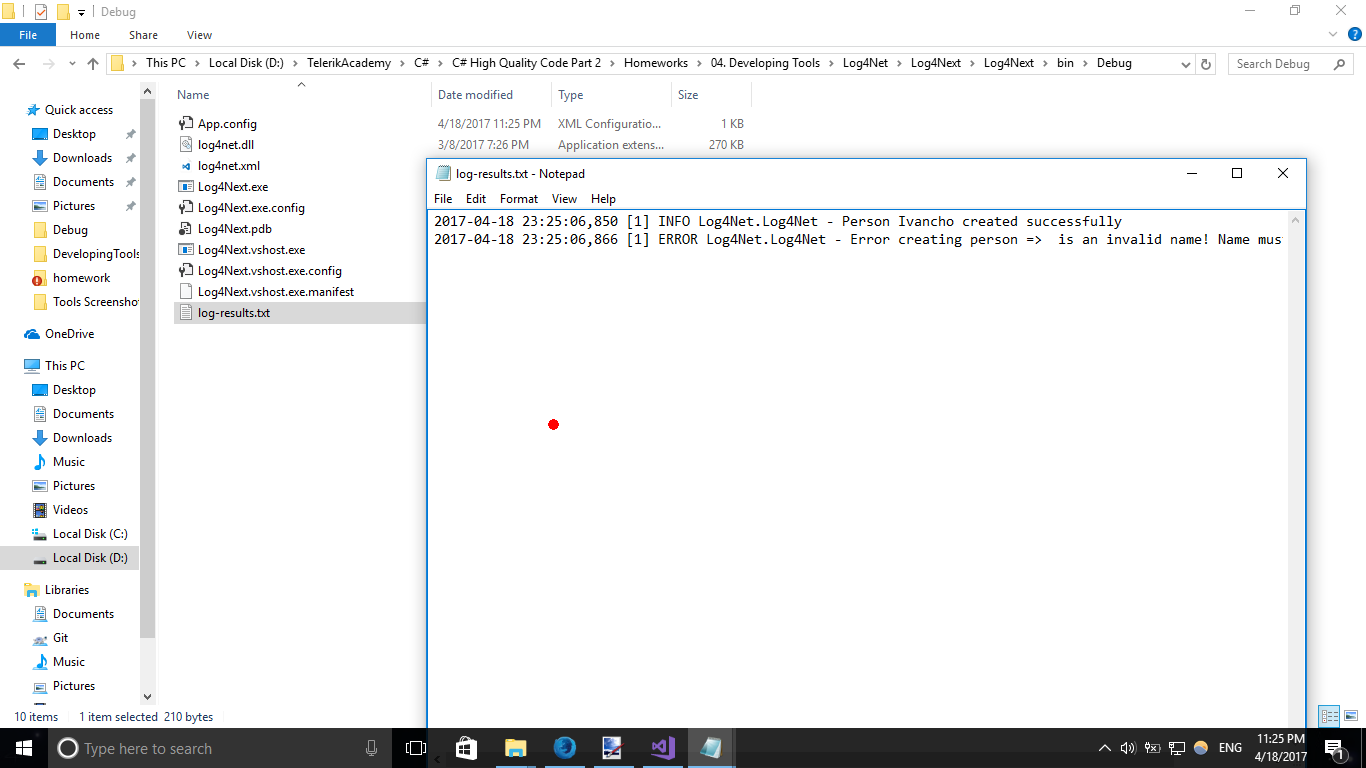 Debug
File Home Share View
This PC Local Disk (D:) TelerikAcademy C# C# High Quality Code Part 2 Homeworks 04. Developing Tools Log4Net Log4Next Log4Next bin Debug
Search Debug
Quick access
Desktop
Downloads
Documents
Pictures
Debug
DevelopingTools
homework
Tools Screensho
OneDrive
This PC
Desktop
Documents
Downloads
Music
Pictures
Videos
Local Disk (C:)
Local Disk (D:)
Libraries
Documents
Git
Music
Pictures
Name Date modified Type Size
App.config 4/18/2017 11:25 PM XML Configuratio... 1 KB
log4net.dll 3/8/2017 7:26 PM Application extens... 270 KB
log4net.xml
Log4Next.exe
Log4Next.exe.config
Log4Next.pdb
Log4Next.vshost.exe
Log4Next.vshost.exe.config
Log4Next.vshost.exe.manifest
log-results.txt
log-results.txt - Notepad
File Edit Format View Help
2017-04-18 23:25:06,850 [1] INFO Log4Net.Log4Net - Person Ivancho created successfully
2017-04-18 23:25:06,866 [1] ERROR Log4Net.Log4Net - Error creating person =>  is an invalid name! Name mus
10 items 1 item selected 210 bytes
Type here to search
ENG
11:25 PM
4/18/2017
1